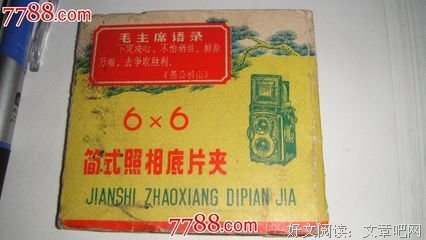 7788.com
7788.com
毛主席语录
下定决心，不怕牺牲，排除
万难，去争取胜利。
《愚公移山》
6×6
简式照相底片夹
JIANSHI ZHAOXIANG DIPIAN JIA
7788.com
好文阅读：文章吧网